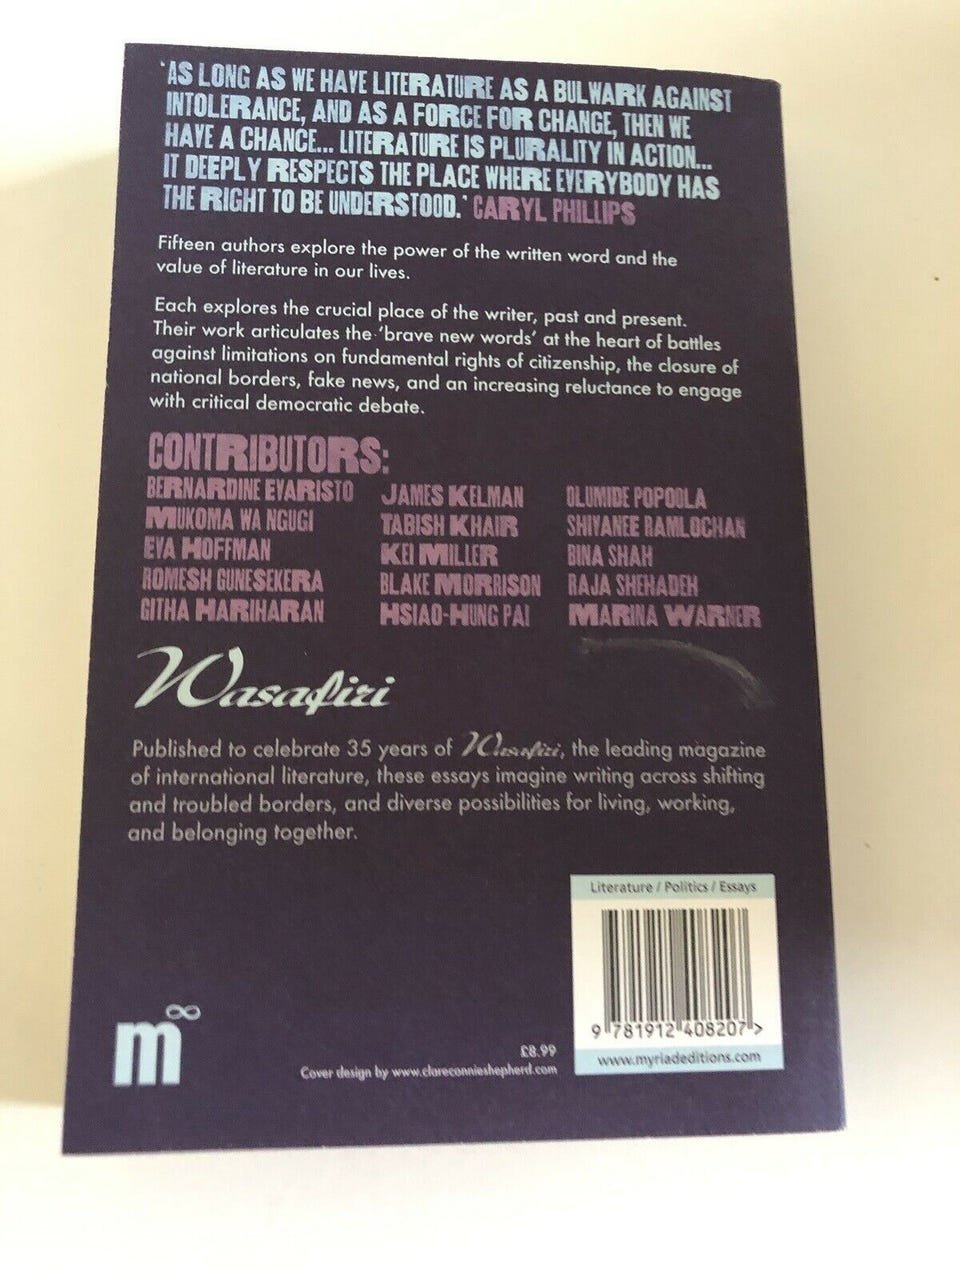 'AS LONG AS WE HAVE LITERATURE AS A BULWARK AGAINST
INTOLERANCE, AND AS A FORCE FOR CHANGE, THEN WE
HAVE A CHANCE... LITERATURE IS PLURALITY IN ACTION...
IT DEEPLY RESPECTS THE PLACE WHERE EVERYBODY HAS
THE RIGHT TO BE UNDERSTOOD.' CARYL PHILLIPS
Fifteen authors explore the power of the written word and the
value of literature in our lives.
Each explores the crucial place of the writer, past and present.
Their work articulates the 'brave new words' at the heart of battles
against limitations on fundamental rights of citizenship, the closure of
national borders, fake news, and an increasing reluctance to engage
with critical democratic debate.
CONTRIBUTORS:
BERNARDINE EVARISTO
MUKOMA WA NGUGI
EVA HOFFMAN
ROMESH GUNESEKERA
GITHA HARIHARAN
JAMES KELMAN
TABISH KHAIR
KEI MILLER
BLAKE MORRISON
HSIAO-HUNG PAI
OLUMIDE POPOOLA
SHIVANEE RAMLOCHAN
BINA SHAH
RAJA SHEHADEH
MARINA WARNER
Wasafiri
Published to celebrate 35 years of Wasafiri, the leading magazine
of international literature, these essays imagine writing across shifting
and troubled borders, and diverse possibilities for living, working,
and belonging together.
Literature / Politics / Essays
9 781912 408207 >
www.myriadeditions.com
m∞
£8.99
Cover design by www.clareconnieshepherd.com